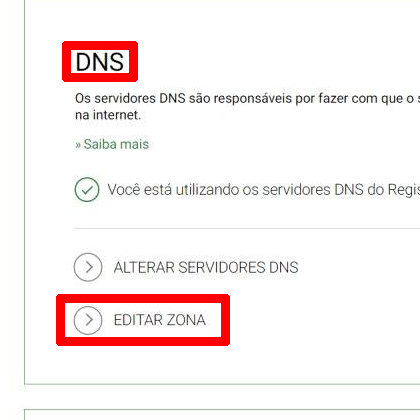 DNS
Os servidores DNS são responsáveis por fazer com que o
na internet.
» Saiba mais
Você está utilizando os servidores DNS do
ALTERAR SERVIDORES DNS
EDITAR ZONA